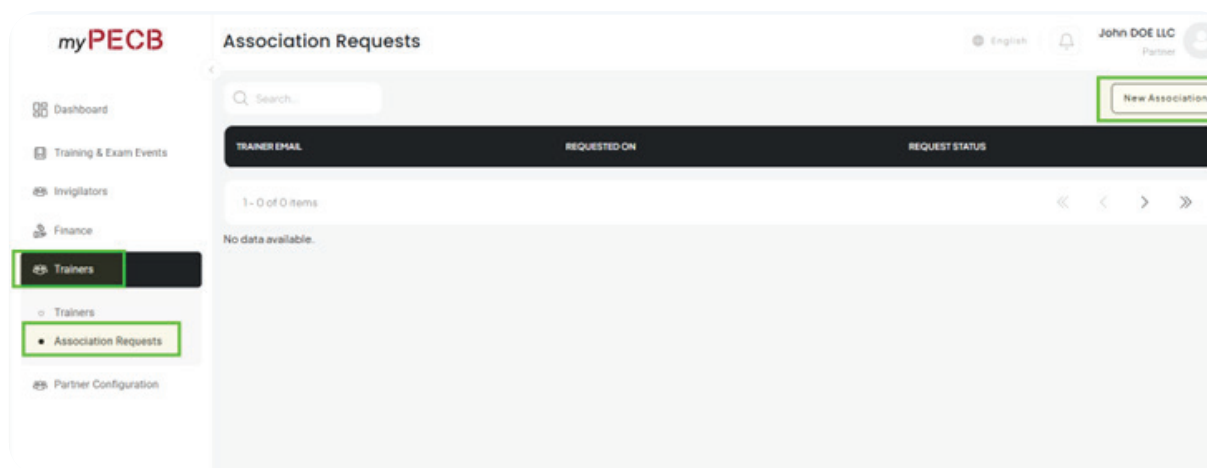 myPECB
Association Requests
English
John DOE LLC
Partner
Search...
New Association
Dashboard
Training & Exam Events
Invigilators
Finance
Trainers
Trainers
Association Requests
Partner Configuration
TRAINER EMAIL REQUESTED ON REQUEST STATUS
1 - 0 of 0 items
No data available.